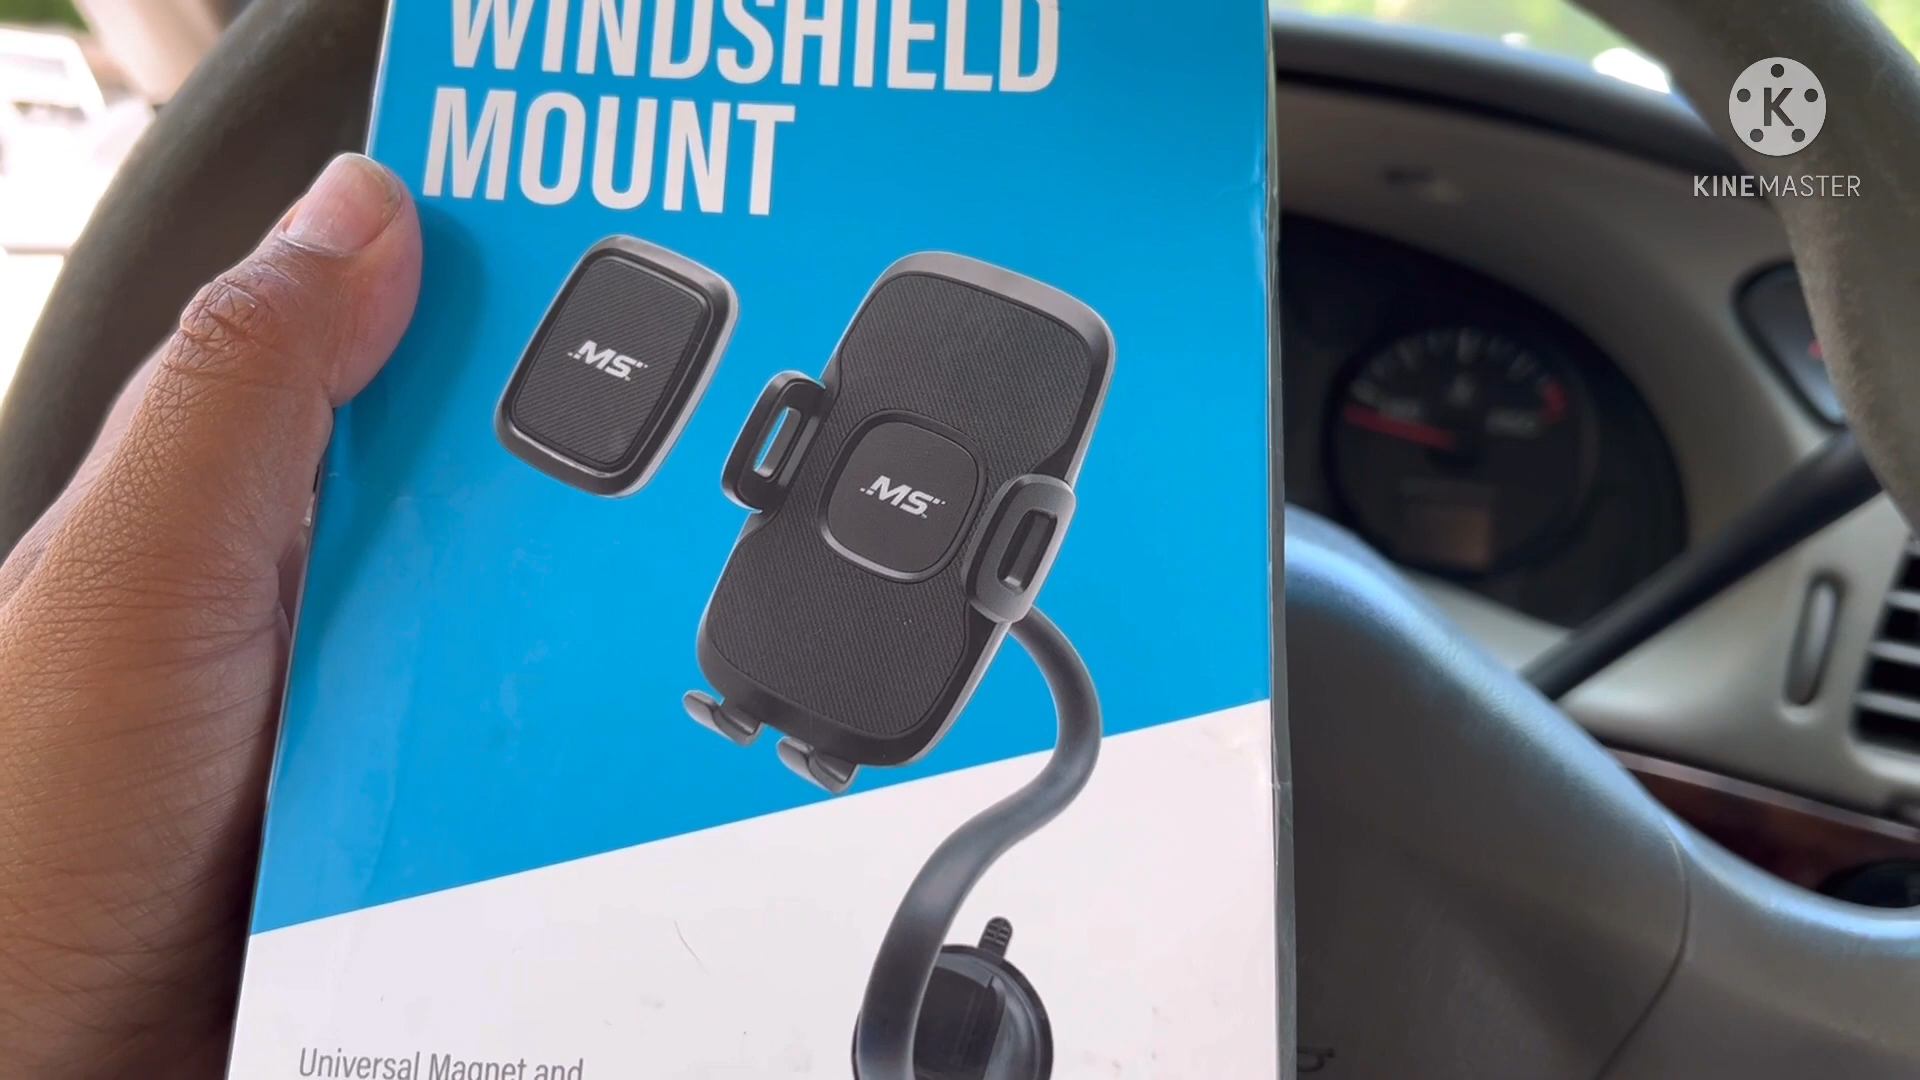 WINDSHIELD
MOUNT
K
KINEMASTER
MS
MS
Universal Magnet and